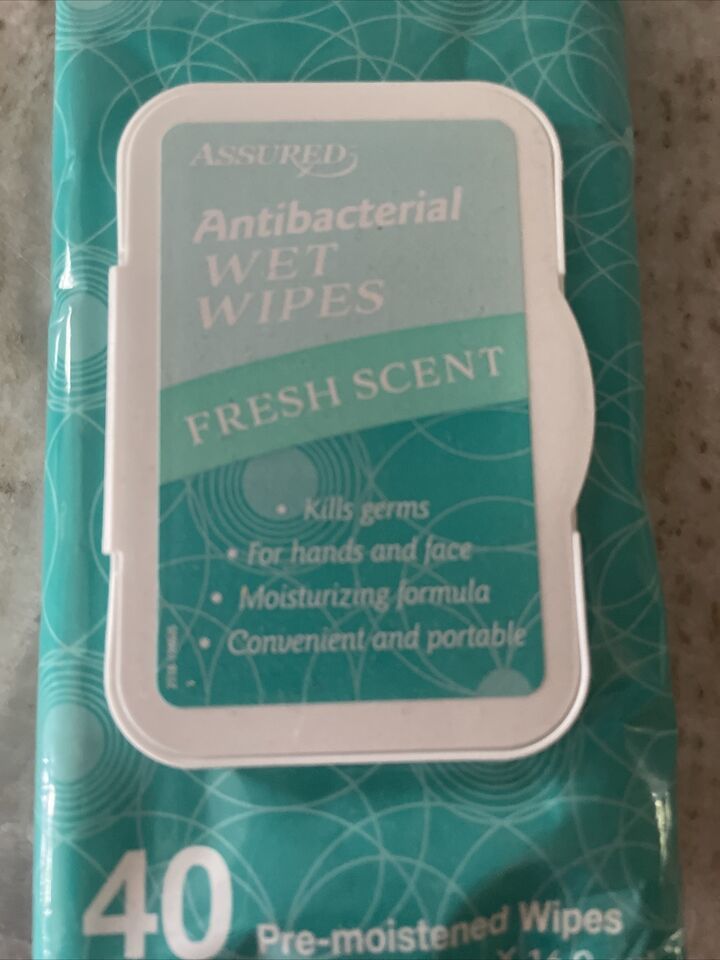 ASSURED
Antibacterial
WET
WIPES
FRESH SCENT
• Kills germs
• For hands and face
• Moisturizing formula
• Convenient and portable
40 Pre-moistened Wipes